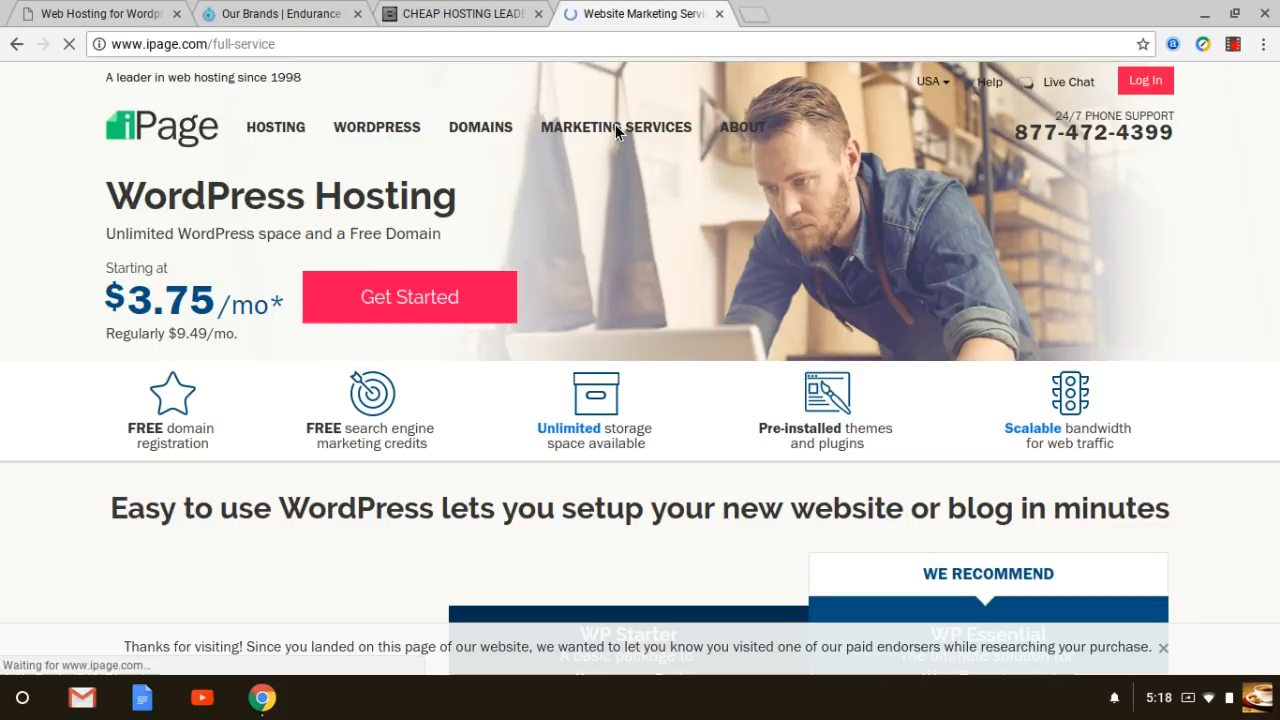 Web Hosting for Wordp
Our Brands | Endurance
CHEAP HOSTING LEADE
Website Marketing Servi
www.ipage.com/full-service
A leader in web hosting since 1998
USA
Help
Live Chat
Log In
iPage
HOSTING
WORDPRESS
DOMAINS
MARKETING SERVICES
ABOUT
24/7 PHONE SUPPORT
877-472-4399
WordPress Hosting
Unlimited WordPress space and a Free Domain
Starting at
$3.75/mo*
Get Started
Regularly $9.49/mo.
FREE domain
registration
FREE search engine
marketing credits
Unlimited storage
space available
Pre-installed themes
and plugins
Scalable bandwidth
for web traffic
Easy to use WordPress lets you setup your new website or blog in minutes
WE RECOMMEND
WP Starter
WP Essential
A basic package to
The ultimate solution for
Thanks for visiting! Since you landed on this page of our website, we wanted to let you know you visited one of our paid endorsers while researching your purchase.
Waiting for www.ipage.com...
5:18